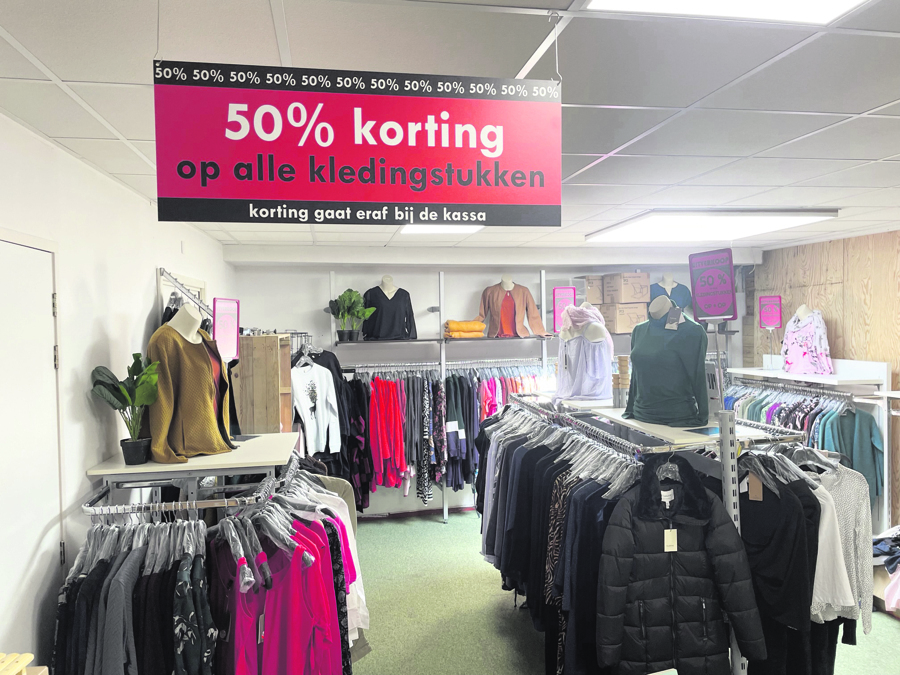 50% 50% 50% 50% 50% 50% 50% 50% 50% 50% 50% 50%
50% korting
op alle kledingstukken
korting gaat eraf bij de kassa
50 %